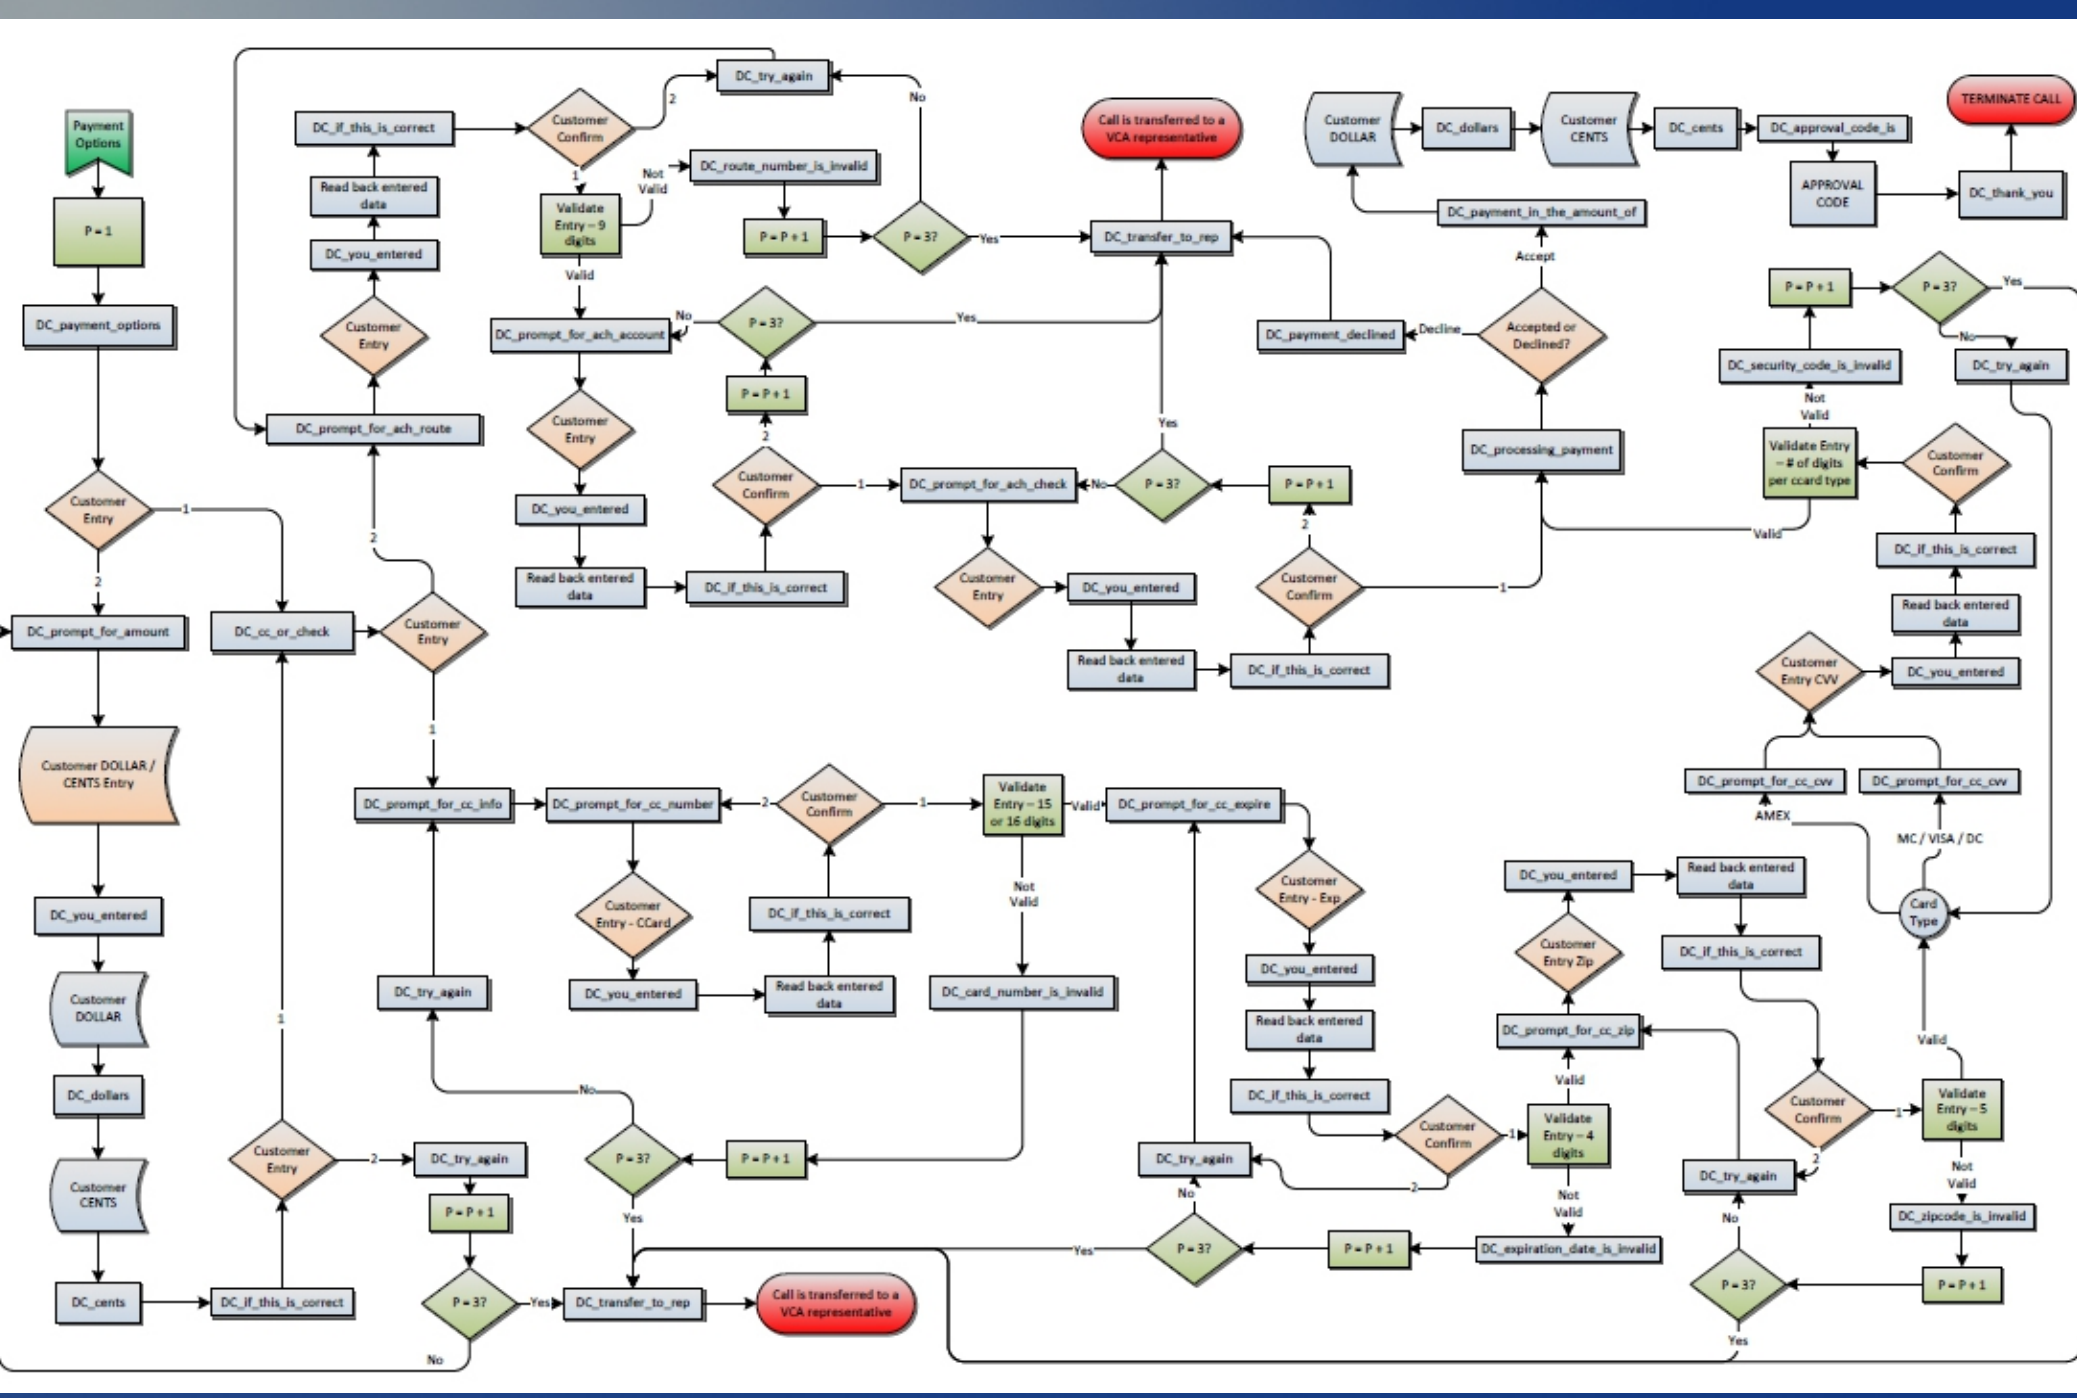 Payment
Options
P = 1
DC_payment_options
Customer
Entry
1
2
DC_prompt_for_amount
Customer DOLLAR /
CENTS Entry
DC_you_entered
Customer
DOLLAR
DC_dollars
Customer
CENTS
DC_cents
DC_if_this_is_correct
Customer
Entry
1
2
DC_try_again
P = P + 1
P = 3?
No
Yes
DC_transfer_to_rep
Call is transferred to a
VCA representative
DC_cc_or_check
Customer
Entry
2
1
DC_prompt_for_ach_route
Customer
Entry
DC_you_entered
Read back entered
data
DC_if_this_is_correct
Customer
Confirm
2
DC_try_again
1
Validate
Entry – 9
digits
Not
Valid
DC_route_number_is_invalid
P = P + 1
P = 3?
No
Yes
DC_transfer_to_rep
Call is transferred to a
VCA representative
Valid
DC_prompt_for_ach_account
Customer
Entry
DC_you_entered
Read back entered
data
DC_if_this_is_correct
Customer
Confirm
2
P = P + 1
P = 3?
No
Yes
1
DC_prompt_for_ach_check
Customer
Entry
DC_you_entered
Read back entered
data
DC_if_this_is_correct
Customer
Confirm
2
P = P + 1
P = 3?
No
Yes
1
DC_processing_payment
Accepted or
Declined?
Decline
DC_payment_declined
Accept
DC_payment_in_the_amount_of
Customer
DOLLAR
DC_dollars
Customer
CENTS
DC_cents
DC_approval_code_is
APPROVAL
CODE
DC_thank_you
TERMINATE CALL
DC_prompt_for_cc_info
DC_prompt_for_cc_number
Customer
Entry - CCard
DC_you_entered
Read back entered
data
DC_if_this_is_correct
Customer
Confirm
2
1
Validate
Entry – 15
or 16 digits
Not
Valid
DC_card_number_is_invalid
P = P + 1
P = 3?
No
DC_try_again
Yes
Valid
DC_prompt_for_cc_expire
Customer
Entry - Exp
DC_you_entered
Read back entered
data
DC_if_this_is_correct
Customer
Confirm
2
DC_try_again
1
Validate
Entry – 4
digits
Not
Valid
DC_expiration_date_is_invalid
P = P + 1
P = 3?
No
Yes
Valid
DC_prompt_for_cc_zip
Customer
Entry Zip
DC_you_entered
Read back entered
data
DC_if_this_is_correct
Customer
Confirm
2
DC_try_again
1
Validate
Entry – 5
digits
Not
Valid
DC_zipcode_is_invalid
P = P + 1
P = 3?
No
Yes
Valid
Card
Type
AMEX
DC_prompt_for_cc_cvv
MC / VISA / DC
DC_prompt_for_cc_cvv
Customer
Entry CVV
DC_you_entered
Read back entered
data
DC_if_this_is_correct
Customer
Confirm
Validate Entry
– # of digits
per ccard type
Valid
Not
Valid
DC_security_code_is_invalid
P = P + 1
P = 3?
Yes
No
DC_try_again